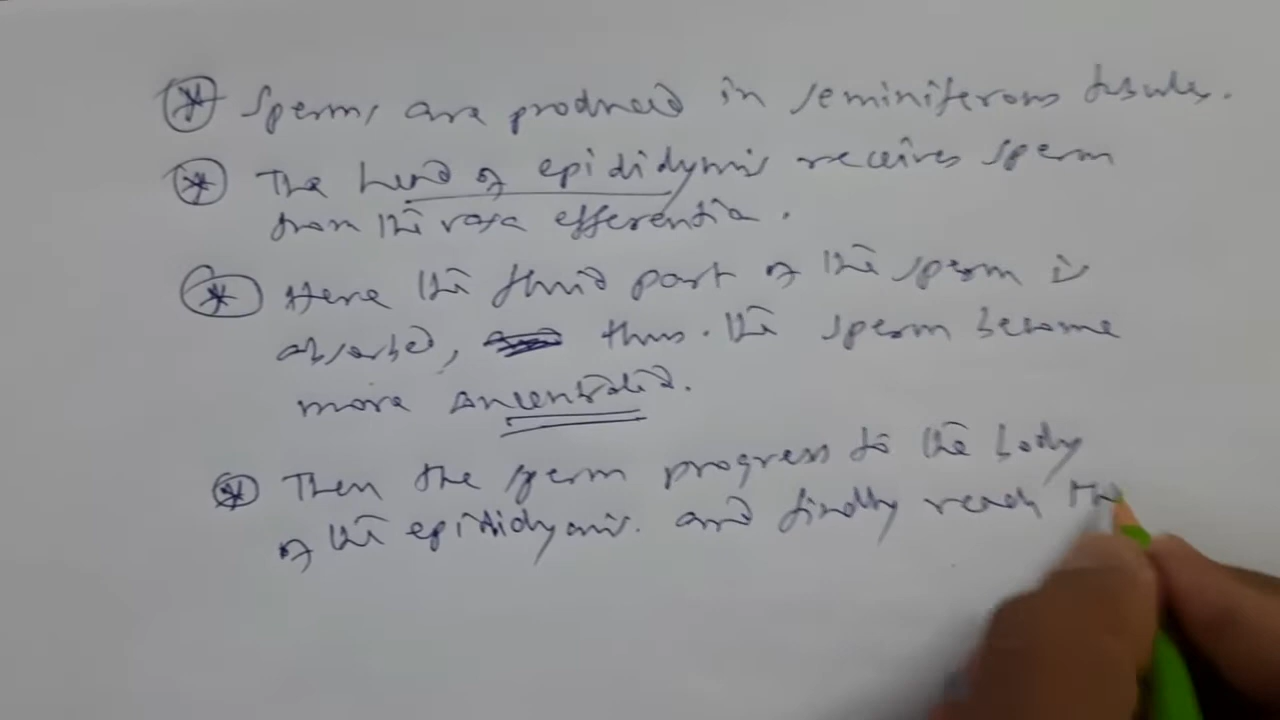 * Sperms are produced in seminiferous tubules.
* The head of epididymis receives sperm
from the vasa efferentia.
* Here the fluid part of the sperm is
absorbed, thus the sperm become
more concentrated.
* Then the sperm progress to the body
of the epididymis. and finally reach the